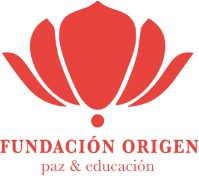 FUNDACIÓN ORIGEN
paz & educación